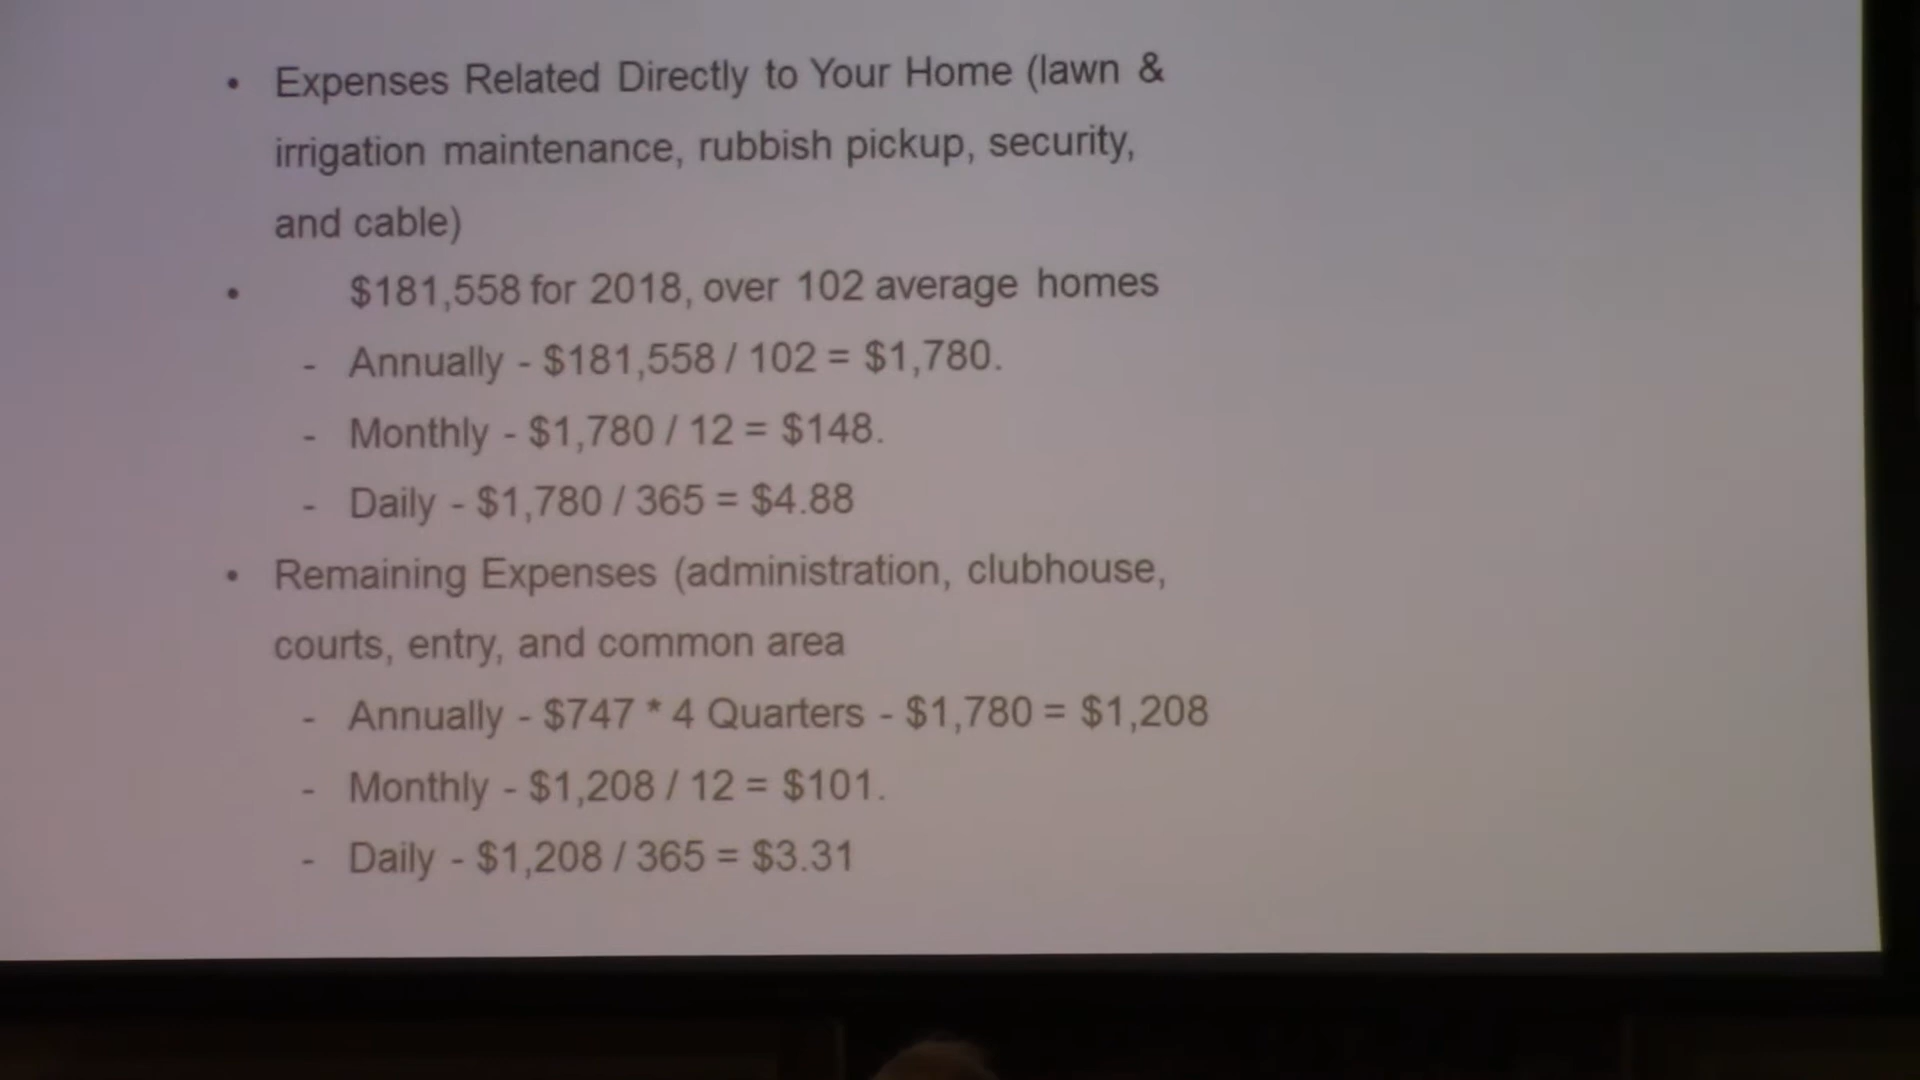 • Expenses Related Directly to Your Home (lawn &
irrigation maintenance, rubbish pickup, security,
and cable)
• $181,558 for 2018, over 102 average homes
- Annually - $181,558 / 102 = $1,780.
- Monthly - $1,780 / 12 = $148.
- Daily - $1,780 / 365 = $4.88
• Remaining Expenses (administration, clubhouse,
courts, entry, and common area
- Annually - $747 * 4 Quarters - $1,780 = $1,208
- Monthly - $1,208 / 12 = $101.
- Daily - $1,208 / 365 = $3.31